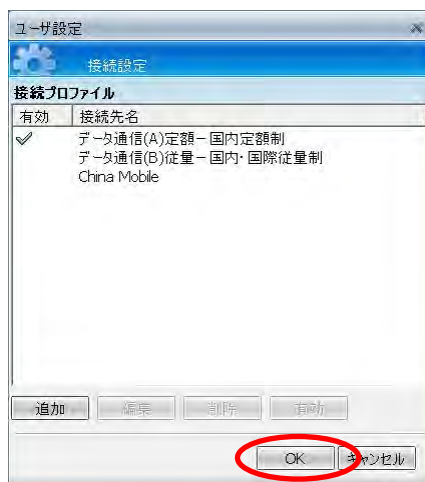 ユーザ設定
接続設定
接続プロファイル
有効 接続先名
データ通信(A)定額－国内定額制
データ通信(B)従量－国内・国際従量制
China Mobile
追加 編集 削除 有効
OK キャンセル